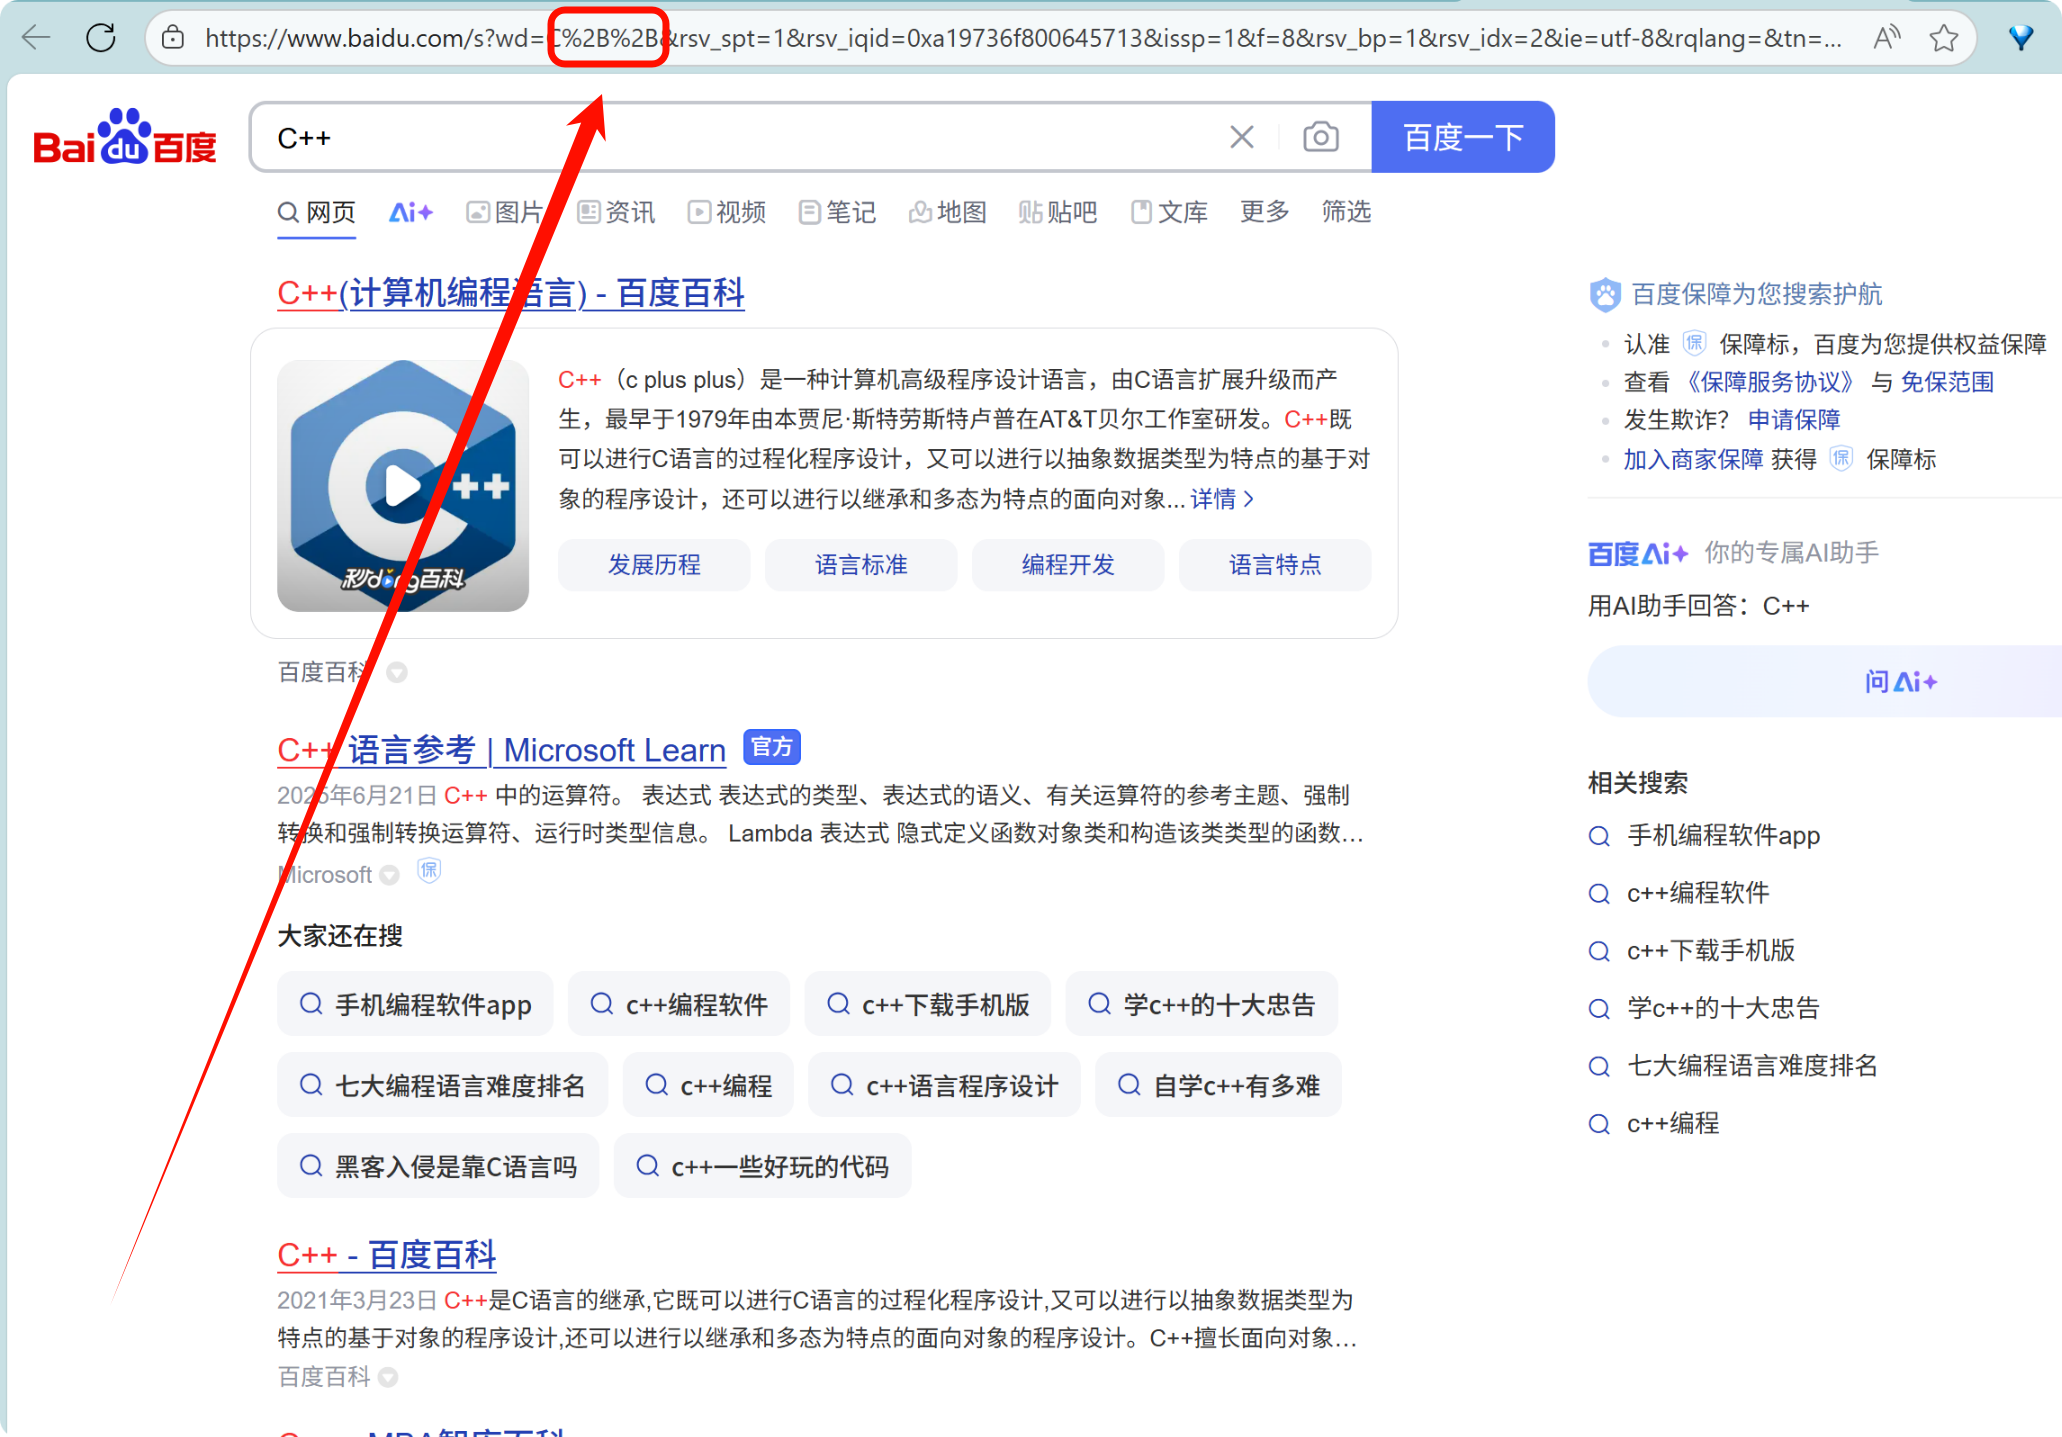 https://www.baidu.com/s?wd=C%2B%2B&rsv_spt=1&rsv_iqid=0xa19736f800645713&issp=1&f=8&rsv_bp=1&rsv_idx=2&ie=utf-8&rqlang=&tn=...
Bai du 百度
C++
百度一下
网页 Ai+ 图片 资讯 视频 笔记 地图 贴吧 文库 更多 筛选
C++(计算机编程语言) - 百度百科
C++（c plus plus）是一种计算机高级程序设计语言，由C语言扩展升级而产
生，最早于1979年由本贾尼·斯特劳斯特卢普在AT&T贝尔工作室研发。C++既
可以进行C语言的过程化程序设计，又可以进行以抽象数据类型为特点的基于对
象的程序设计，还可以进行以继承和多态为特点的面向对象... 详情 >
C ++
秒dong百科
发展历程 语言标准 编程开发 语言特点
百度百科
C++ 语言参考 | Microsoft Learn 官方
2025年6月21日 C++ 中的运算符。 表达式 表达式的类型、表达式的语义、有关运算符的参考主题、强制
转换和强制转换运算符、运行时类型信息。 Lambda 表达式 隐式定义函数对象类和构造该类类型的函数...
Microsoft 保
大家还在搜
手机编程软件app c++编程软件 c++下载手机版 学c++的十大忠告
七大编程语言难度排名 c++编程 c++语言程序设计 自学c++有多难
黑客入侵是靠C语言吗 c++一些好玩的代码
C++ - 百度百科
2021年3月23日 C++是C语言的继承,它既可以进行C语言的过程化程序设计,又可以进行以抽象数据类型为
特点的基于对象的程序设计,还可以进行以继承和多态为特点的面向对象的程序设计。C++擅长面向对象...
百度百科
百度保障为您搜索护航
认准 保 保障标，百度为您提供权益保障
查看《保障服务协议》 与 免保范围
发生欺诈？ 申请保障
加入商家保障 获得 保 保障标
百度Ai+ 你的专属AI助手
用AI助手回答：C++
问Ai+
相关搜索
手机编程软件app
c++编程软件
c++下载手机版
学c++的十大忠告
七大编程语言难度排名
c++编程